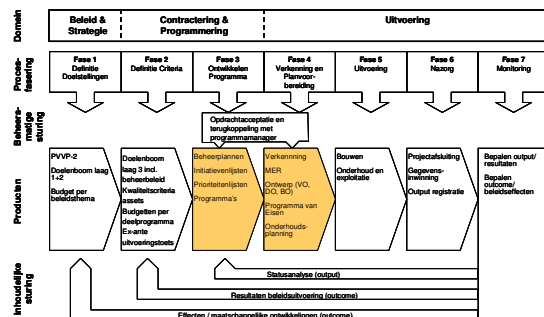 Domein
Beleid &
Strategie
Contractering &
Programmering
Uitvoering
Proces-
fasering
Fase 1
Definitie
Doelstellingen
Fase 2
Definitie Criteria
Fase 3
Ontwikkelen
Programma
Fase 4
Verkenning en
Planvoor-
bereiding
Fase 5
Uitvoering
Fase 6
Nazorg
Fase 7
Monitoring
Beheers-
matige
sturing
Opdrachtacceptatie en
terugkoppeling met
programmamanager
Producten
PVVP-2
Doelenboom laag
1+2
Budget per
beleidsthema
Doelenboom
laag 3 incl.
beheerbeleid
Kwaliteitscriteria
assets
Budgetten per
deelprogramma
Ex-ante
uitvoeringstoets
Beheerplannen
Initiatievenlijsten
Prioriteitenlijsten
Programma's
Verkennning
MER
Ontwerp (VO,
DO, BO)
Programma van
Eisen
Onderhouds-
planning
Bouwen
Onderhoud en
exploitatie
Projectafsluiting
Gegevens-
inwinning
Output registratie
Bepalen output/
resultaten
Bepalen
outcome/
beleidseffecten
Inhoudelijke
sturing
Statusanalyse (output)
Resultaten beleidsuitvoering (outcome)
Effecten / maatschappelijke ontwikkelingen (outcome)